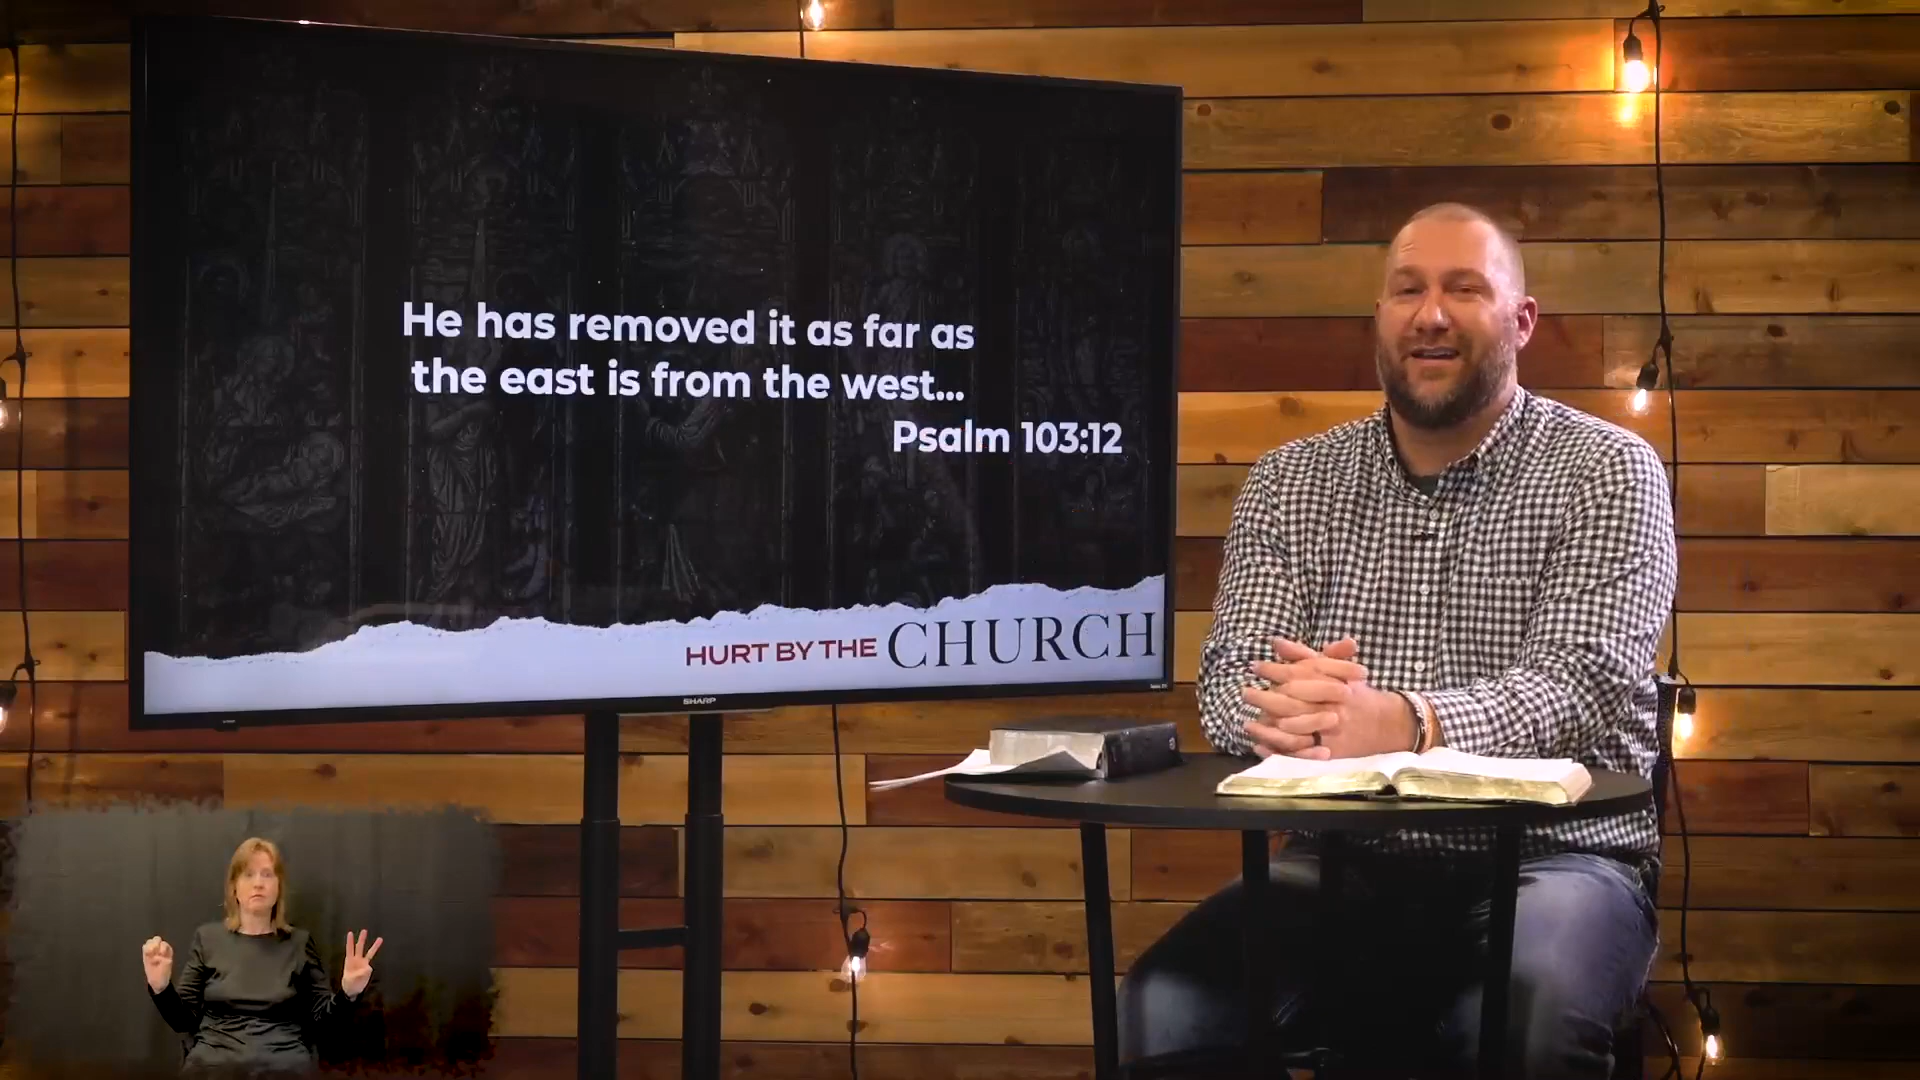 He has removed it as far as
the east is from the west...
Psalm 103:12
HURT BY THE CHURCH
SHARP